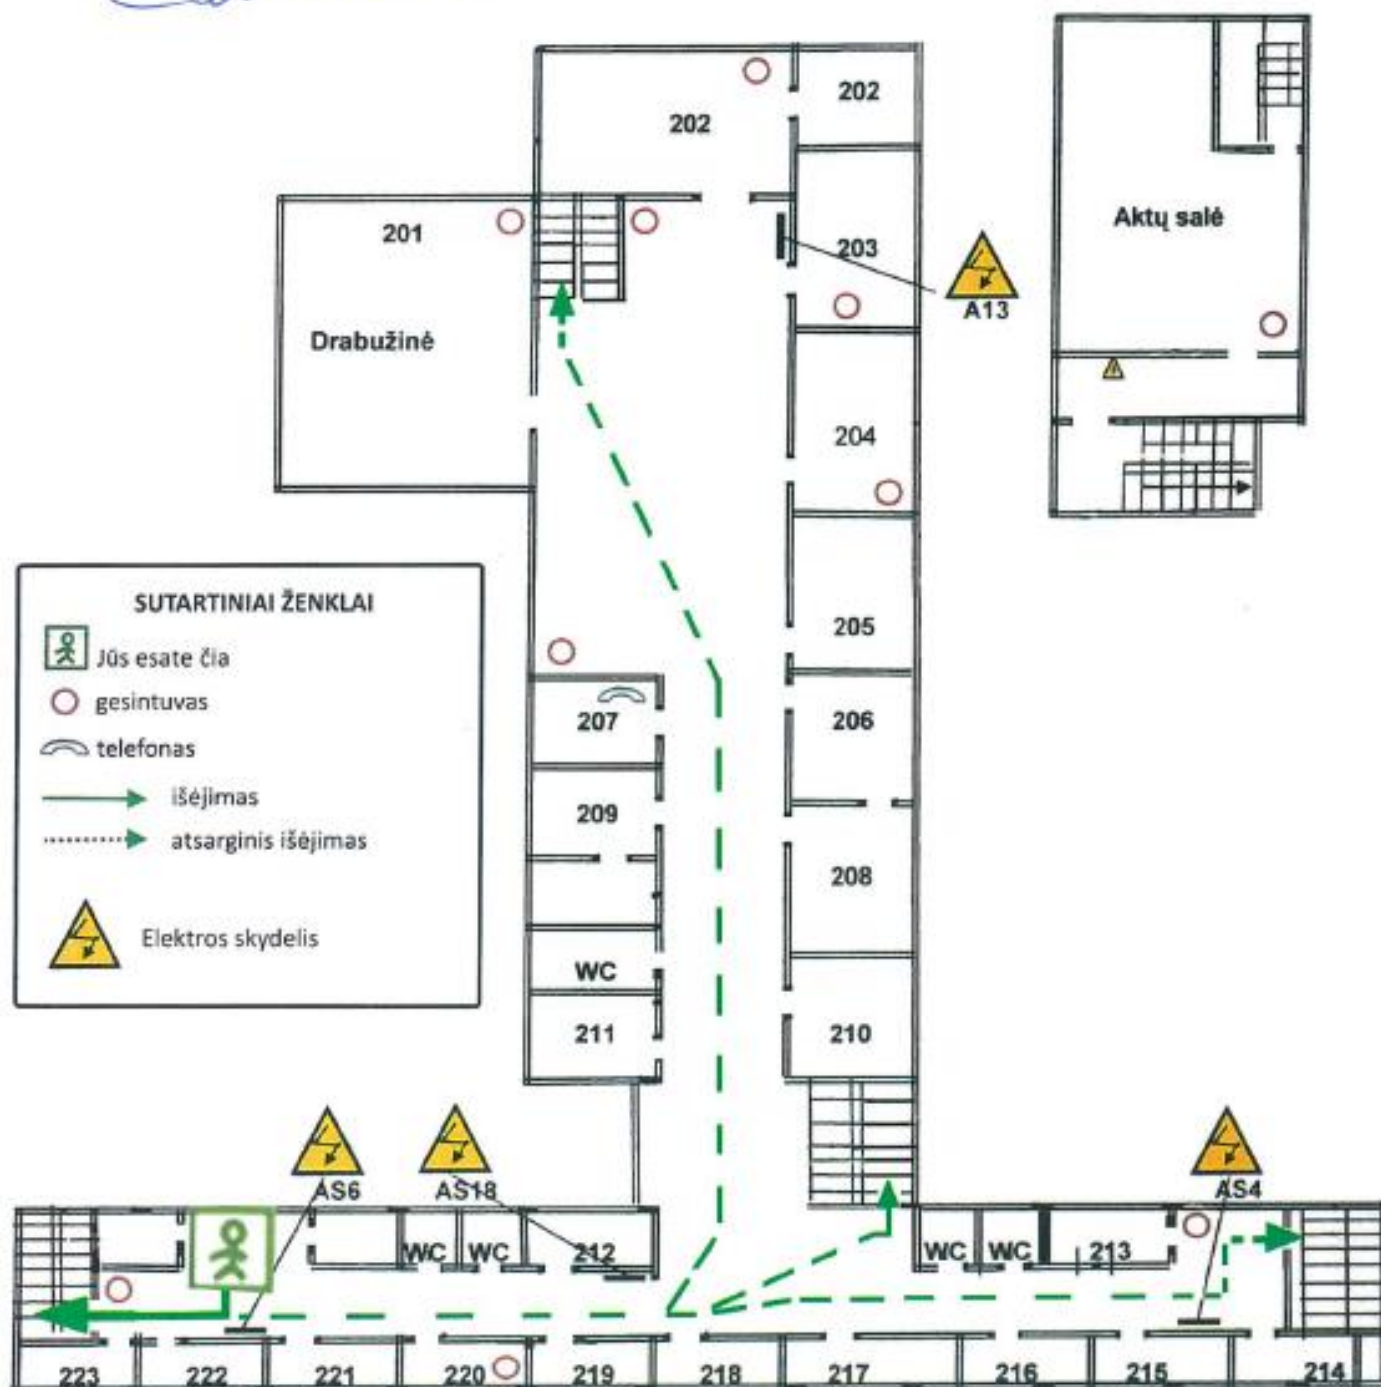 202
202
201
203
Aktų salė
A13
Drabužinė
204
SUTARTINIAI ŽENKLAI
Jūs esate čia
gesintuvas
telefonas
išėjimas
atsarginis išėjimas
Elektros skydelis
205
207
206
209
208
WC
211
210
AS6
AS18
AS4
WC
WC
212
WC
WC
213
223
222
221
220
219
218
217
216
215
214